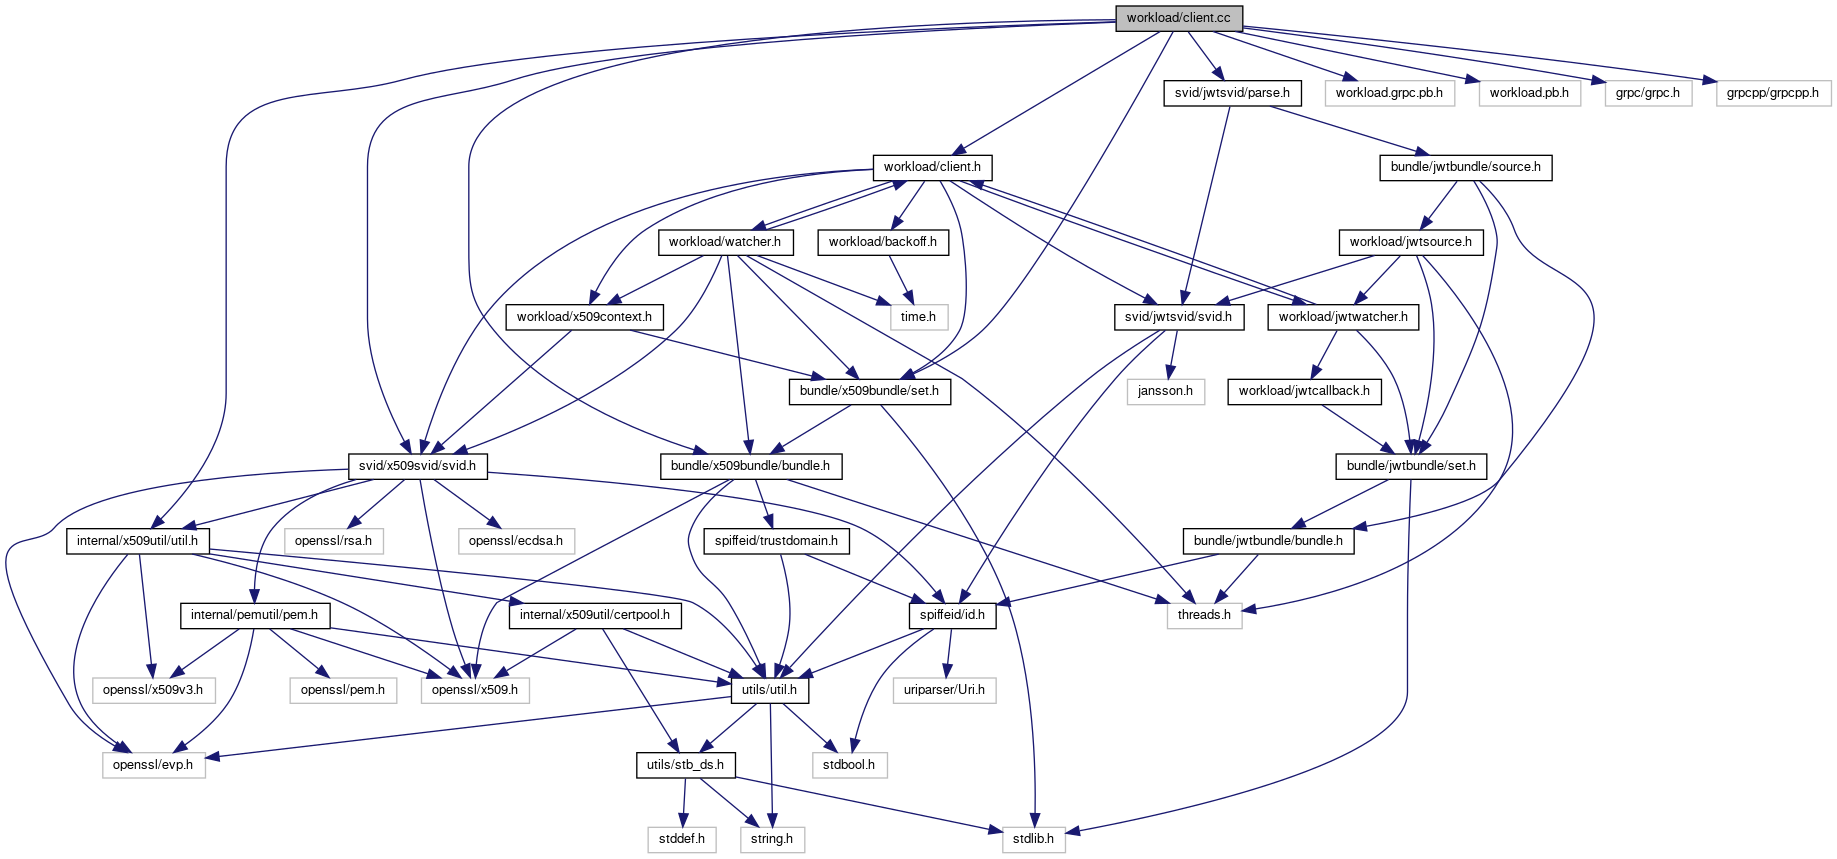 workload/client.cc
svid/jwtsvid/parse.h
workload.grpc.pb.h
workload.pb.h
grpc/grpc.h
grpcpp/grpcpp.h
workload/client.h
bundle/jwtbundle/source.h
workload/watcher.h
workload/backoff.h
workload/jwtsource.h
workload/x509context.h
time.h
svid/jwtsvid/svid.h
workload/jwtwatcher.h
bundle/x509bundle/set.h
jansson.h
workload/jwtcallback.h
svid/x509svid/svid.h
bundle/x509bundle/bundle.h
bundle/jwtbundle/set.h
internal/x509util/util.h
openssl/rsa.h
openssl/ecdsa.h
spiffeid/trustdomain.h
bundle/jwtbundle/bundle.h
internal/pemutil/pem.h
internal/x509util/certpool.h
spiffeid/id.h
threads.h
openssl/x509v3.h
openssl/pem.h
openssl/x509.h
utils/util.h
uriparser/Uri.h
openssl/evp.h
utils/stb_ds.h
stdbool.h
stddef.h
string.h
stdlib.h